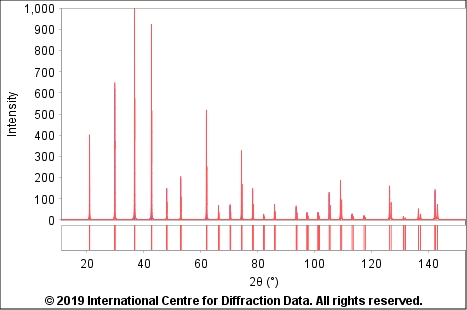 1,000
900
800
700
600
500
400
300
200
100
0
Intensity
20 40 60 80 100 120 140
2θ (°)
© 2019 International Centre for Diffraction Data. All rights reserved.